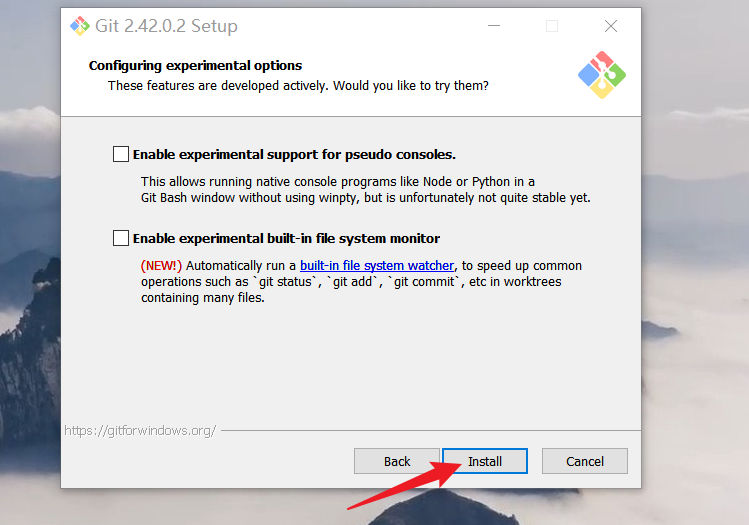 Git 2.42.0.2 Setup
Configuring experimental options
These features are developed actively. Would you like to try them?
Enable experimental support for pseudo consoles.
This allows running native console programs like Node or Python in a
Git Bash window without using winpty, but is unfortunately not quite stable yet.
Enable experimental built-in file system monitor
(NEW!) Automatically run a built-in file system watcher, to speed up common
operations such as `git status`, `git add`, `git commit`, etc in worktrees
containing many files.
https://gitforwindows.org/
Back
Install
Cancel